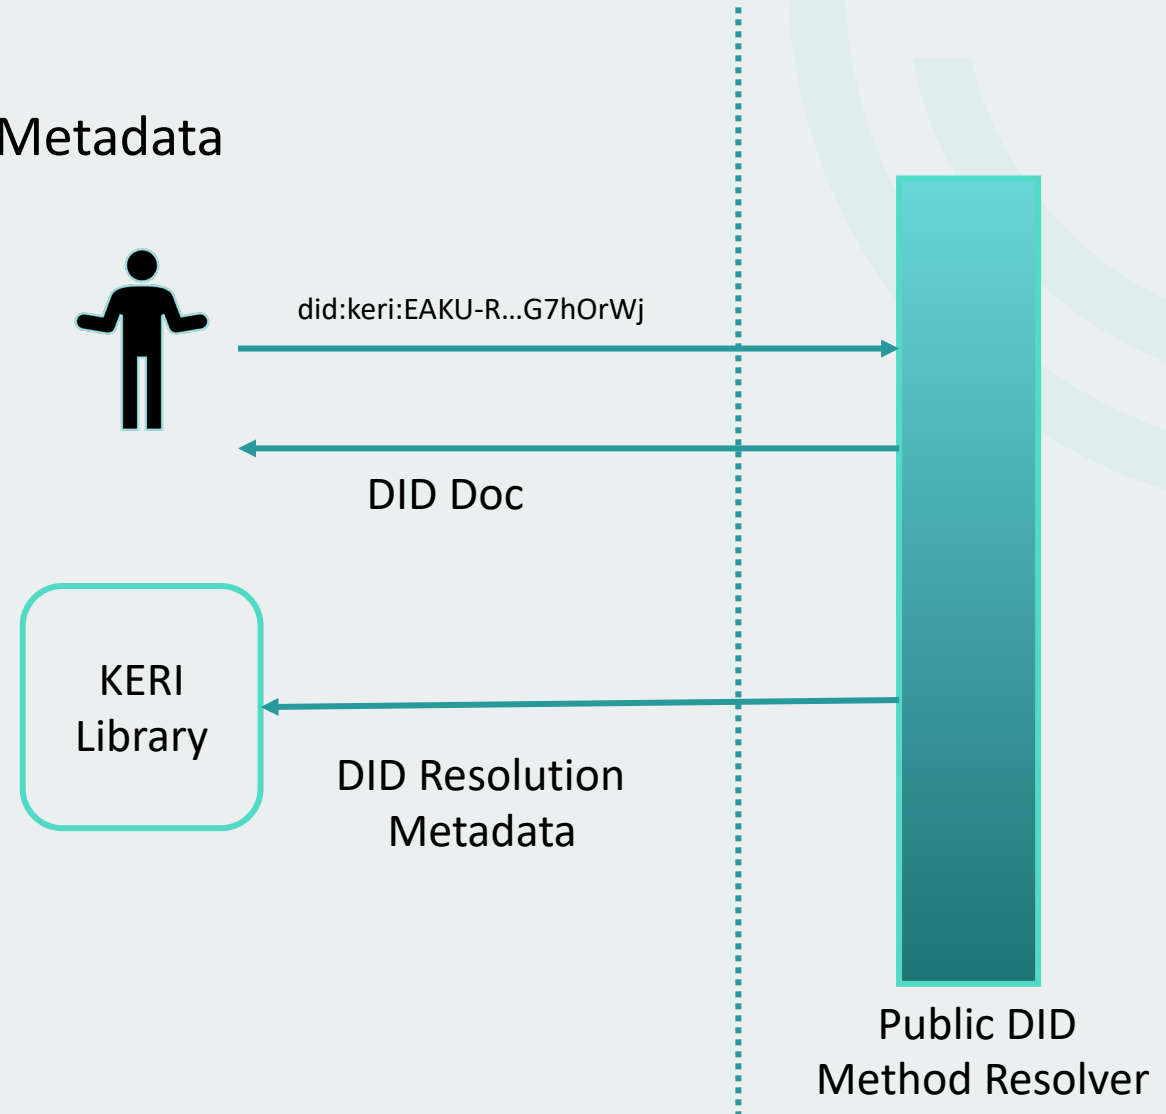 Metadata
did:keri:EAKU-R...G7hOrWj
DID Doc
KERI
Library
DID Resolution
Metadata
Public DID
Method Resolver